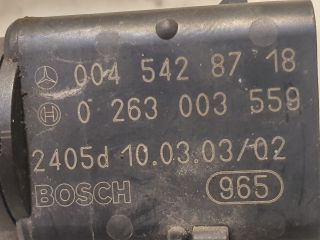 004 542 87 18
0 263 003 559
2405d 10.03.03/02
BOSCH 965